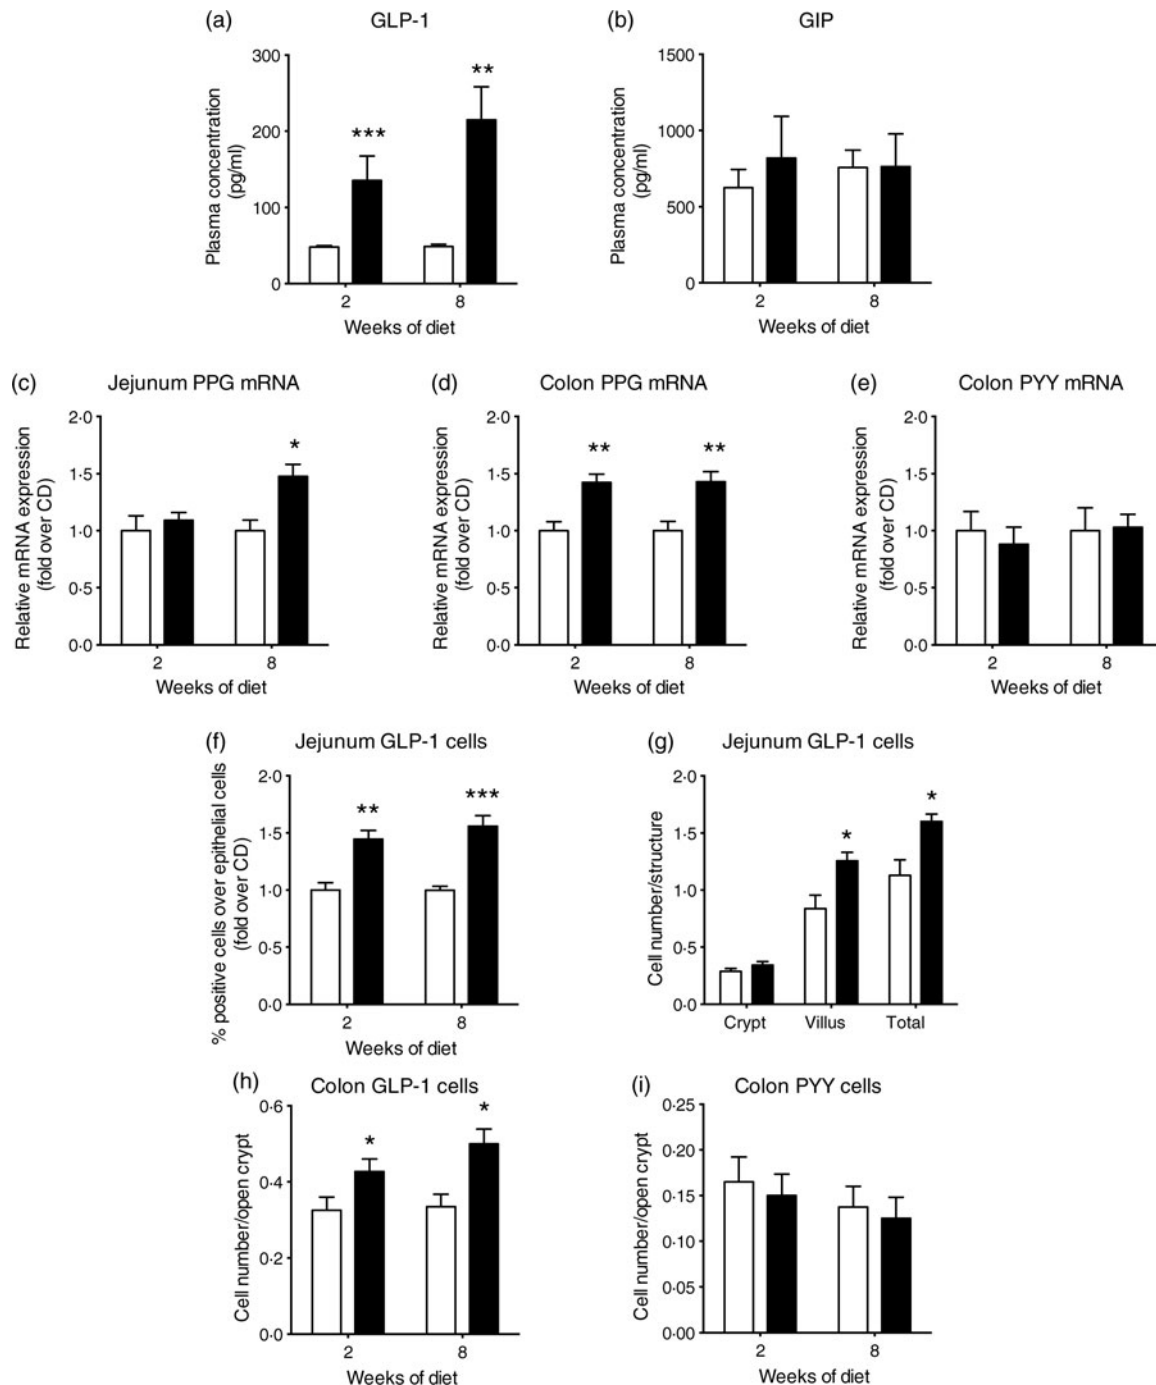 (a) GLP-1
Plasma concentration
(pg/ml)
300
200
100
0
***
**
2 8
Weeks of diet
(b) GIP
Plasma concentration
(pg/ml)
1500
1000
500
0
2 8
Weeks of diet
(c) Jejunum PPG mRNA
Relative mRNA expression
(fold over CD)
2·0
1·5
1·0
0·5
0·0
*
2 8
Weeks of diet
(d) Colon PPG mRNA
Relative mRNA expression
(fold over CD)
2·0
1·5
1·0
0·5
0·0
** **
2 8
Weeks of diet
(e) Colon PYY mRNA
Relative mRNA expression
(fold over CD)
2·0
1·5
1·0
0·5
0·0
2 8
Weeks of diet
(f) Jejunum GLP-1 cells
% positive cells over epithelial cells
(fold over CD)
2·0
1·5
1·0
0·5
0·0
** ***
2 8
Weeks of diet
(g) Jejunum GLP-1 cells
Cell number/structure
2·0
1·5
1·0
0·5
0·0
* *
Crypt Villus Total
(h) Colon GLP-1 cells
Cell number/open crypt
0·6
0·4
0·2
0·0
* *
2 8
Weeks of diet
(i) Colon PYY cells
Cell number/open crypt
0·25
0·20
0·15
0·10
0·05
0·00
2 8
Weeks of diet